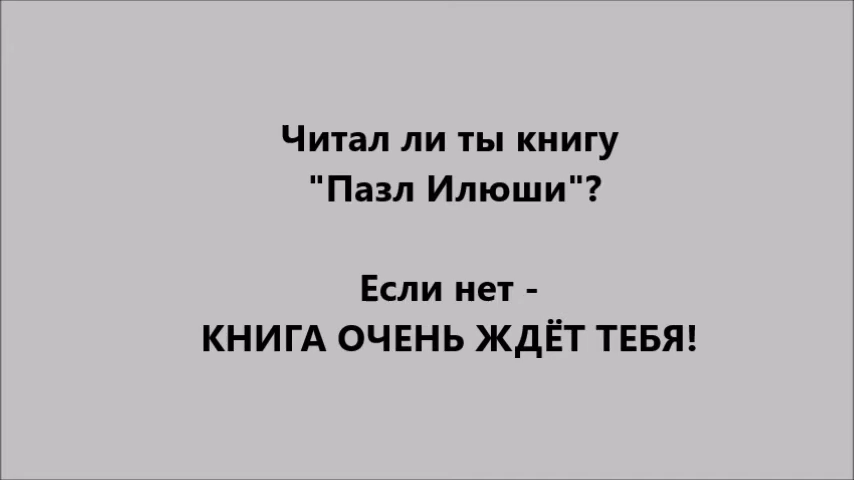 Читал ли ты книгу
"Пазл Илюши"?
Если нет -
КНИГА ОЧЕНЬ ЖДЁТ ТЕБЯ!